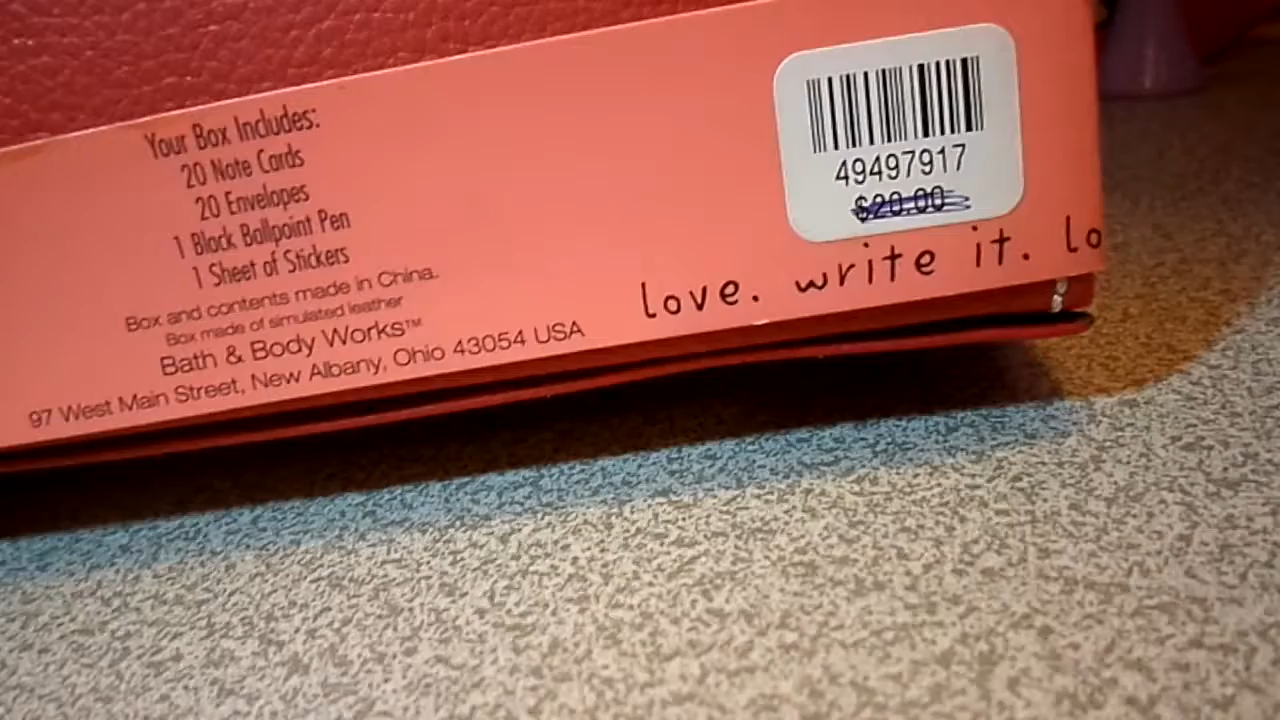 Your Box Includes:
20 Note Cards
20 Envelopes
1 Black Ballpoint Pen
1 Sheet of Stickers
Box and contents made in China.
Box made of simulated leather
Bath & Body Works™
97 West Main Street, New Albany, Ohio 43054 USA
49497917
$20.00
love. write it. lo